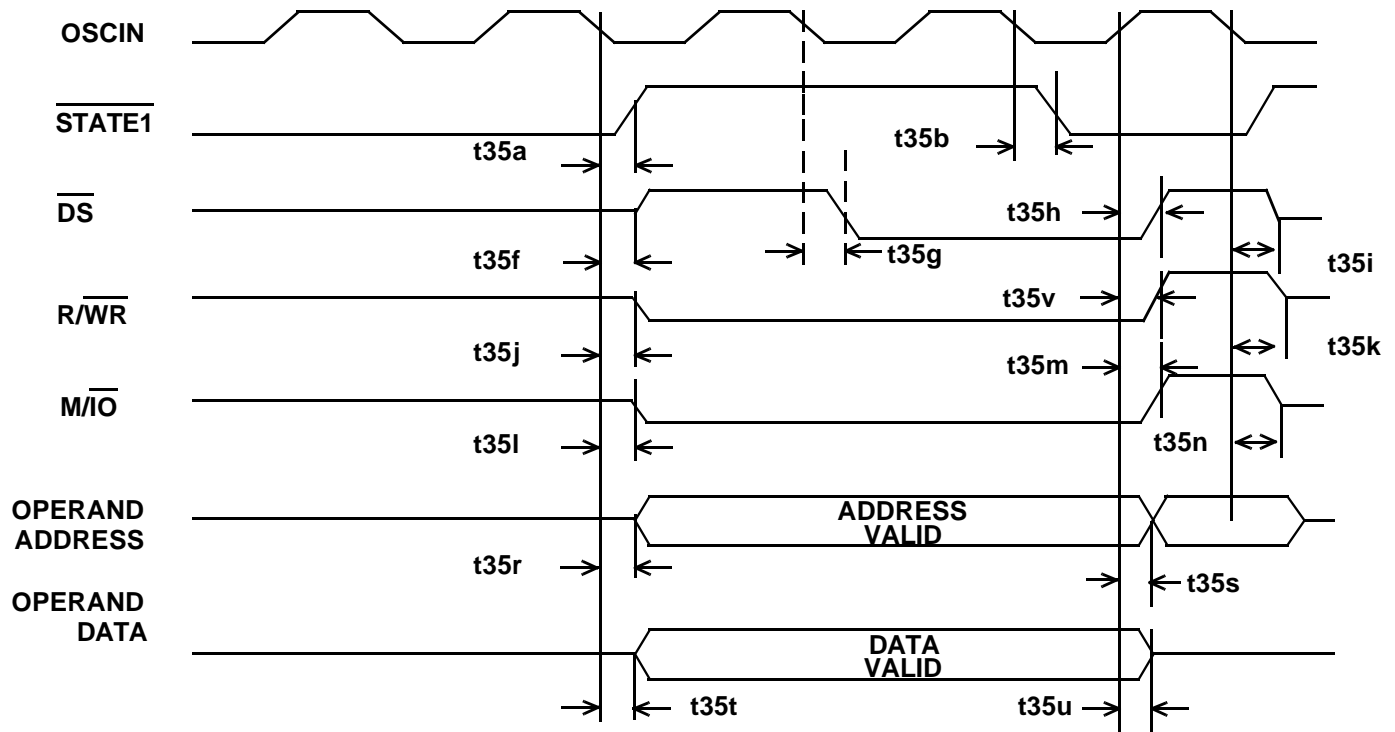 OSCIN
STATE1
t35a
t35b
DS
t35h
t35f
t35g
t35i
R/WR
t35v
t35j
t35k
t35m
M/IO
t35l
t35n
OPERAND
ADDRESS
ADDRESS
VALID
t35r
t35s
OPERAND
DATA
DATA
VALID
t35t
t35u